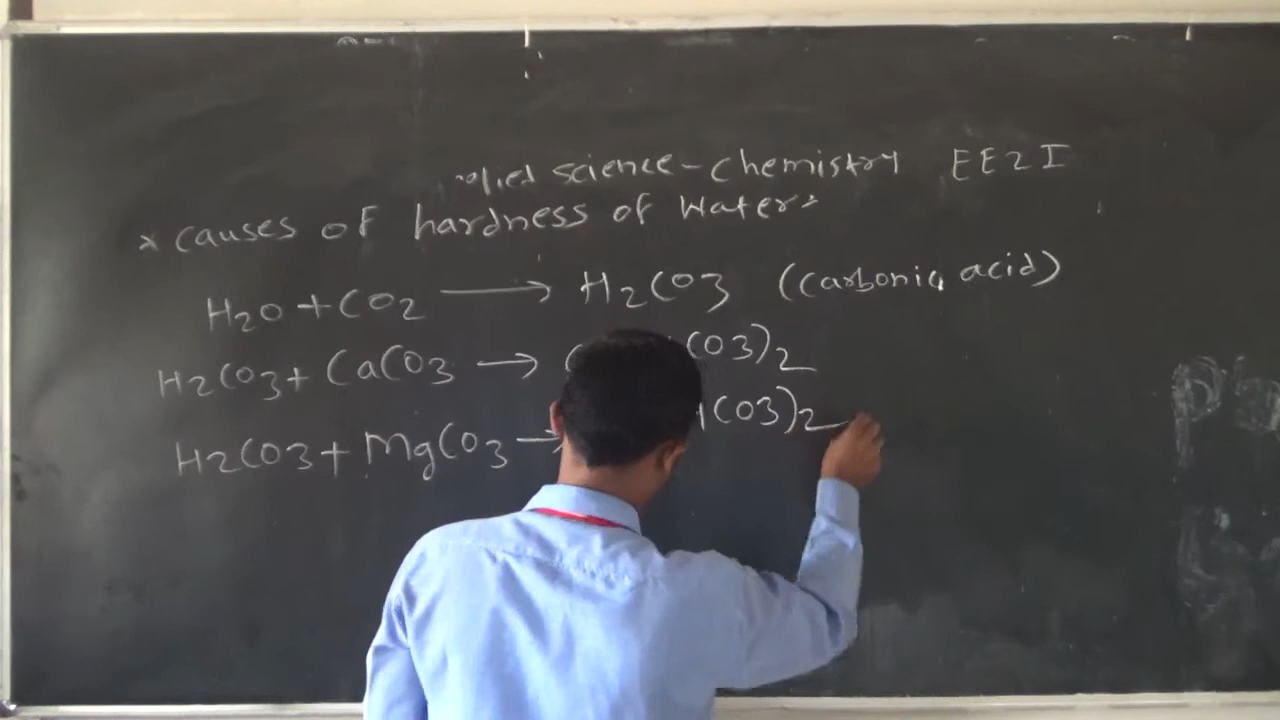 science-chemistry EE2I
* causes of hardness of Water:
H2O + CO2 → H2CO3 (carbonic acid)
H2CO3 + CaCO3 → CO3)2
H2CO3 + MgCO3 → CO3)2